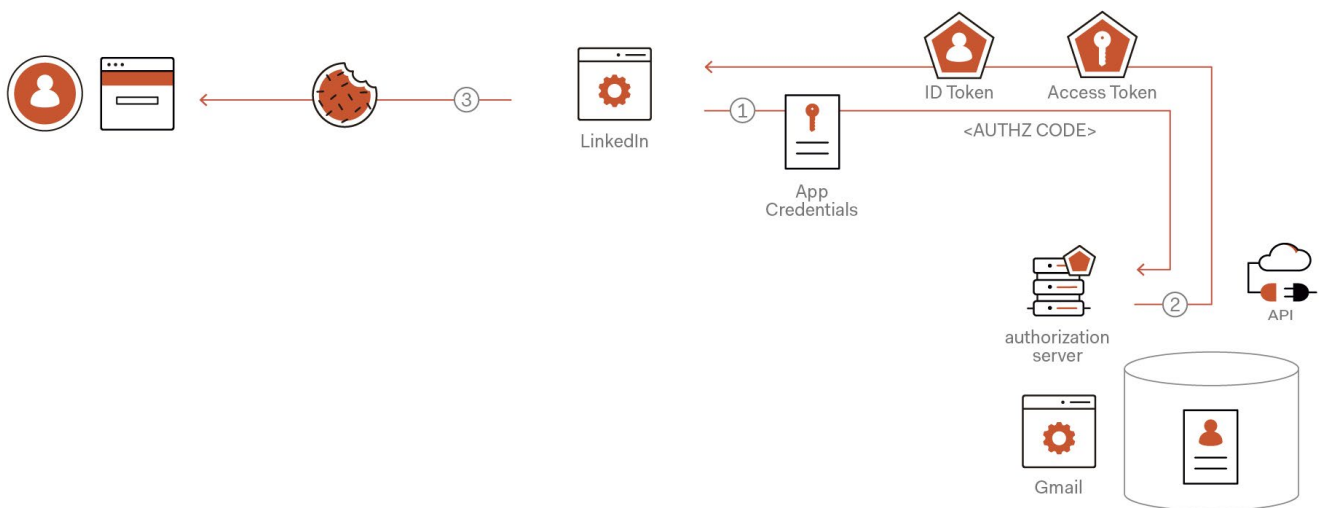 ID Token
Access Token
3
1
LinkedIn
<AUTHZ CODE>
App
Credentials
2
API
authorization
server
Gmail